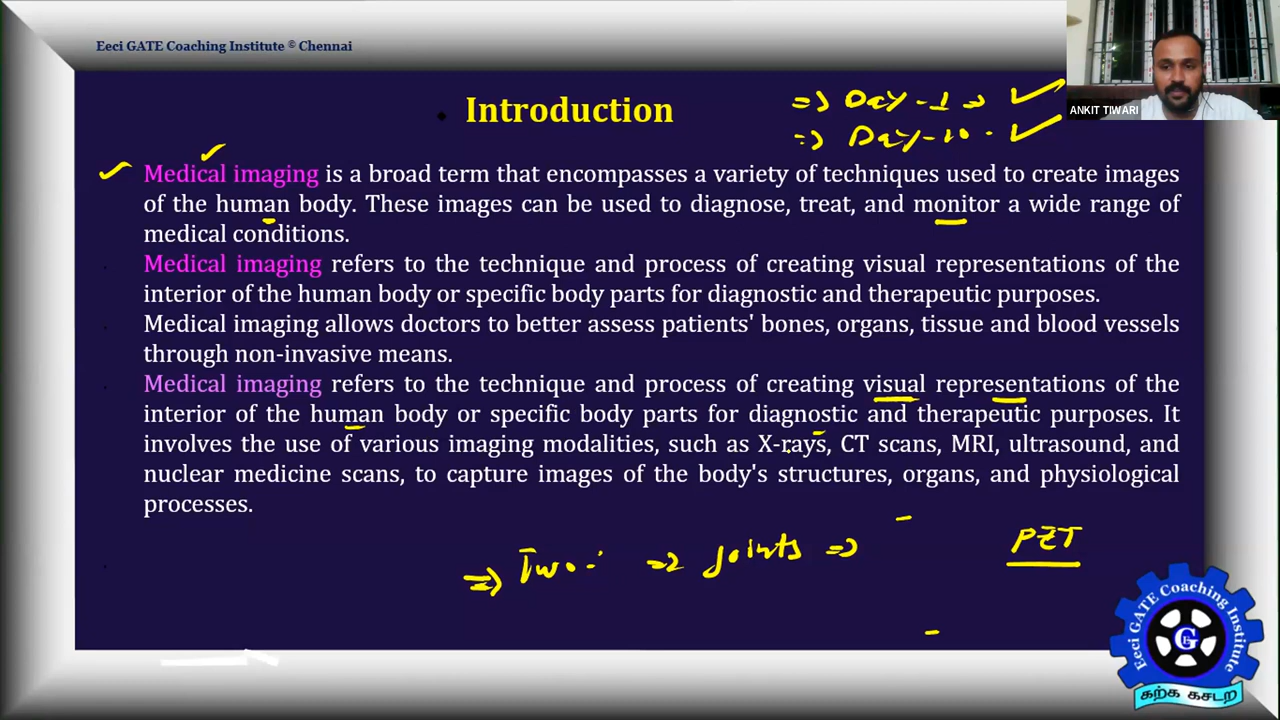 Eeci GATE Coaching Institute © Chennai
Introduction
⇒ Day-1 ⇒ ✓
⇒ Day-10 ✓
ANKIT TIWARI
Medical imaging is a broad term that encompasses a variety of techniques used to create images
of the human body. These images can be used to diagnose, treat, and monitor a wide range of
medical conditions.
Medical imaging refers to the technique and process of creating visual representations of the
interior of the human body or specific body parts for diagnostic and therapeutic purposes.
Medical imaging allows doctors to better assess patients' bones, organs, tissue and blood vessels
through non-invasive means.
Medical imaging refers to the technique and process of creating visual representations of the
interior of the human body or specific body parts for diagnostic and therapeutic purposes. It
involves the use of various imaging modalities, such as X-rays, CT scans, MRI, ultrasound, and
nuclear medicine scans, to capture images of the body's structures, organs, and physiological
processes.
⇒ Two ⇒ Joints ⇒
PET
Eeci GATE Coaching Institute
கற்க கசடற